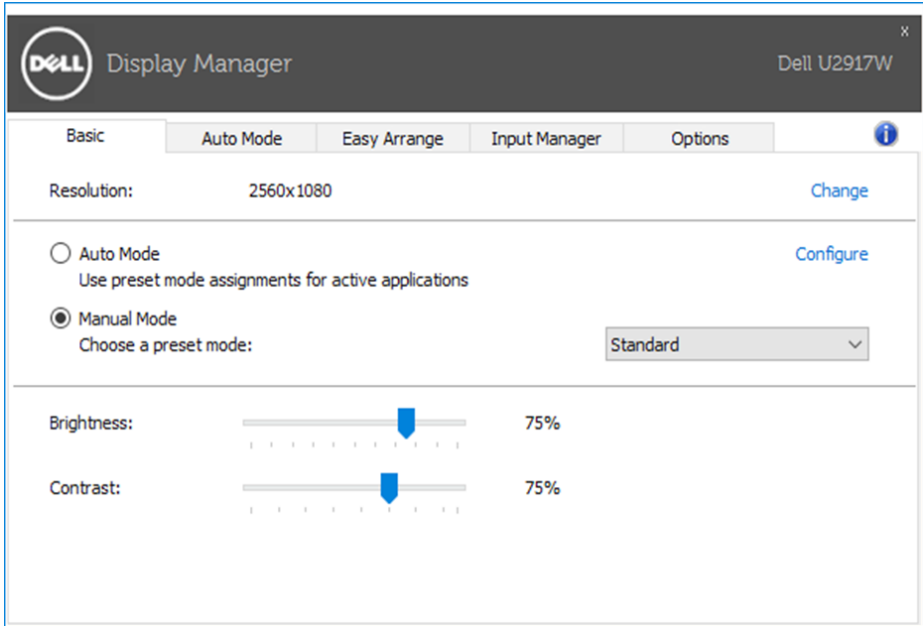 DELL Display Manager
x
Dell U2917W
Basic Auto Mode Easy Arrange Input Manager Options i
Resolution: 2560x1080 Change
Auto Mode Configure
Use preset mode assignments for active applications
Manual Mode
Choose a preset mode: Standard
Brightness: 75%
Contrast: 75%